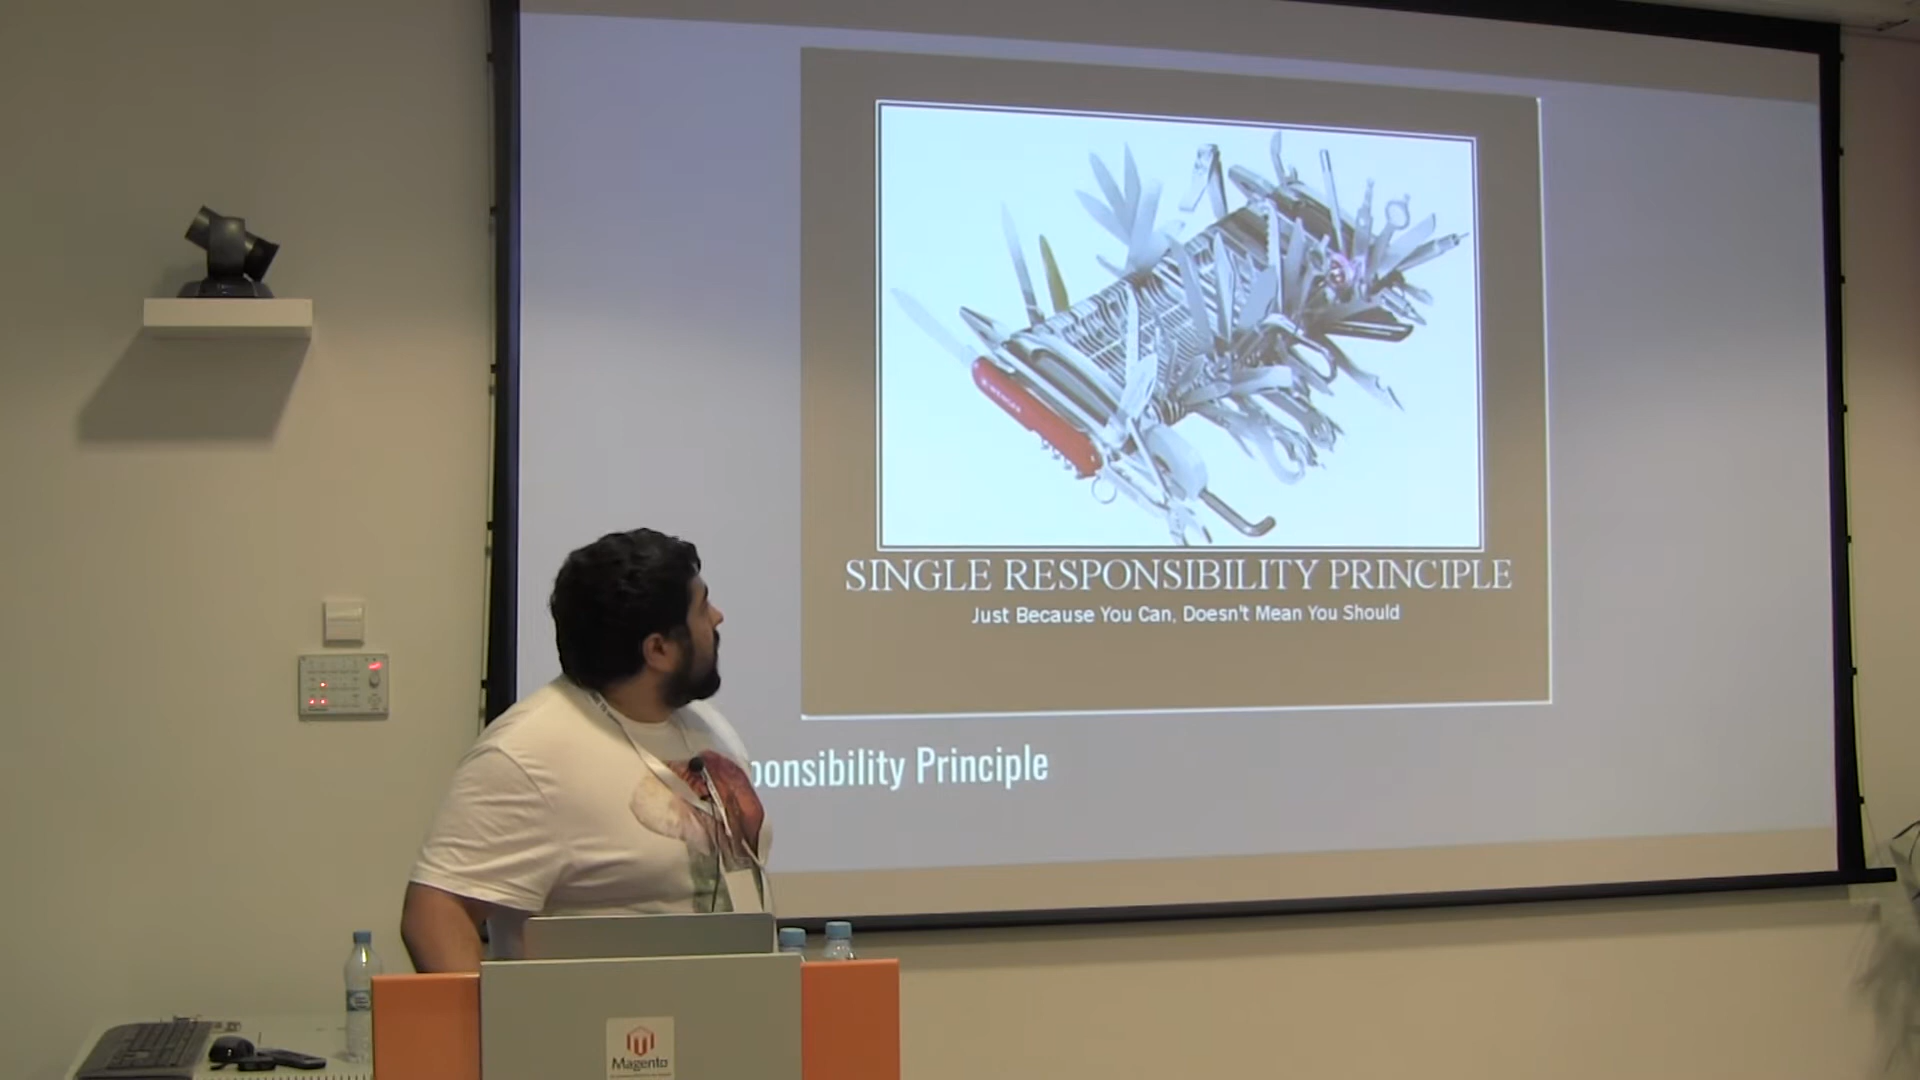 SINGLE RESPONSIBILITY PRINCIPLE
Just Because You Can, Doesn't Mean You Should
ponsibility Principle
Magento